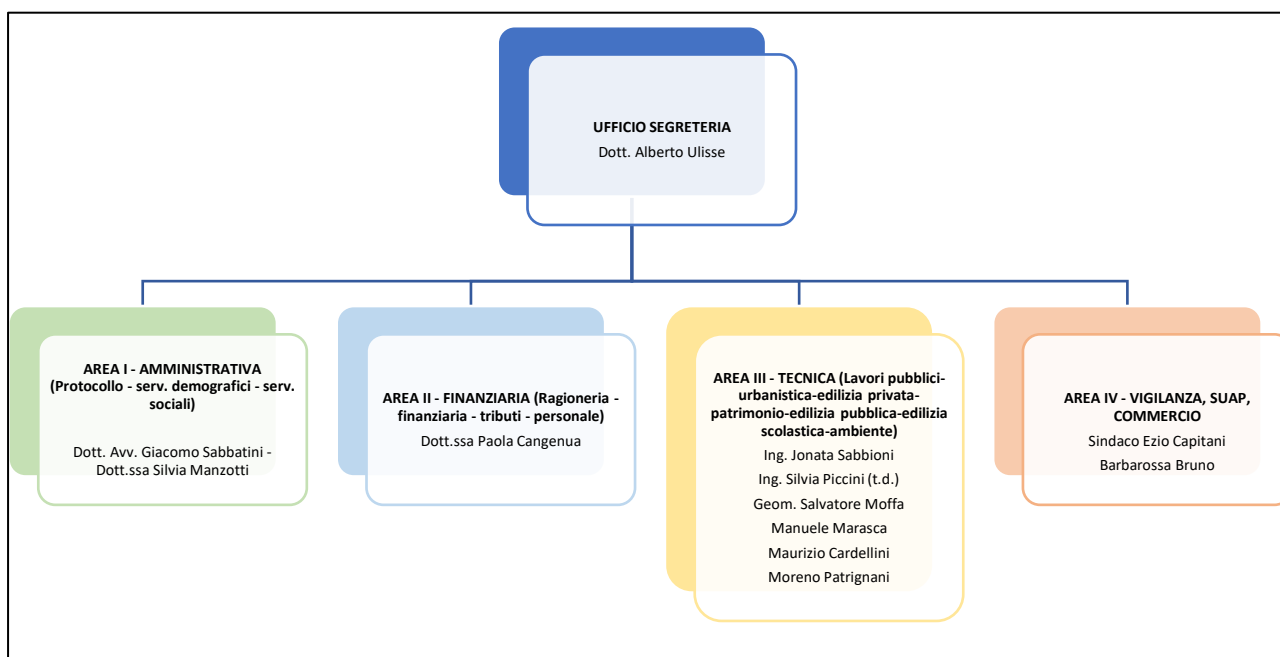 UFFICIO SEGRETERIA
Dott. Alberto Ulisse
AREA I - AMMINISTRATIVA
(Protocollo - serv. demografici - serv.
sociali)
Dott. Avv. Giacomo Sabbatini -
Dott.ssa Silvia Manzotti
AREA II - FINANZIARIA (Ragioneria -
finanziaria - tributi - personale)
Dott.ssa Paola Cangenua
AREA III - TECNICA (Lavori pubblici-
urbanistica-edilizia privata-
patrimonio-edilizia pubblica-edilizia
scolastica-ambiente)
Ing. Jonata Sabbioni
Ing. Silvia Piccini (t.d.)
Geom. Salvatore Moffa
Manuele Marasca
Maurizio Cardellini
Moreno Patrignani
AREA IV - VIGILANZA, SUAP,
COMMERCIO
Sindaco Ezio Capitani
Barbarossa Bruno